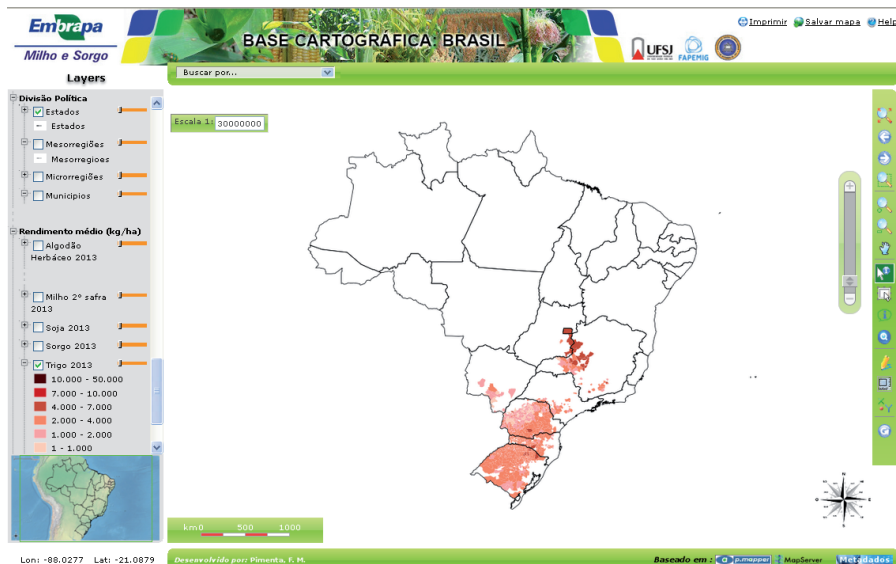 Embrapa
Milho e Sorgo
BASE CARTOGRÁFICA: BRASIL
Imprimir Salvar mapa Help
UFSJ
FAPEMIG
Layers
Buscar por...
Escala 1: 30000000
Divisão Política
Estados
Estados
Mesorregiões
Mesorregioes
Microrregiões
Municipios
Rendimento médio (kg/ha)
Algodão
Herbáceo 2013
Milho 2º safra
2013
Soja 2013
Sorgo 2013
Trigo 2013
10.000 - 50.000
7.000 - 10.000
4.000 - 7.000
2.000 - 4.000
1.000 - 2.000
1 - 1.000
km0 500 1000
N
Lon: -88.0277 Lat: -21.0879
Desenvolvido por: Pimenta, F. M.
Baseado em : p.mapper MapServer Metadados